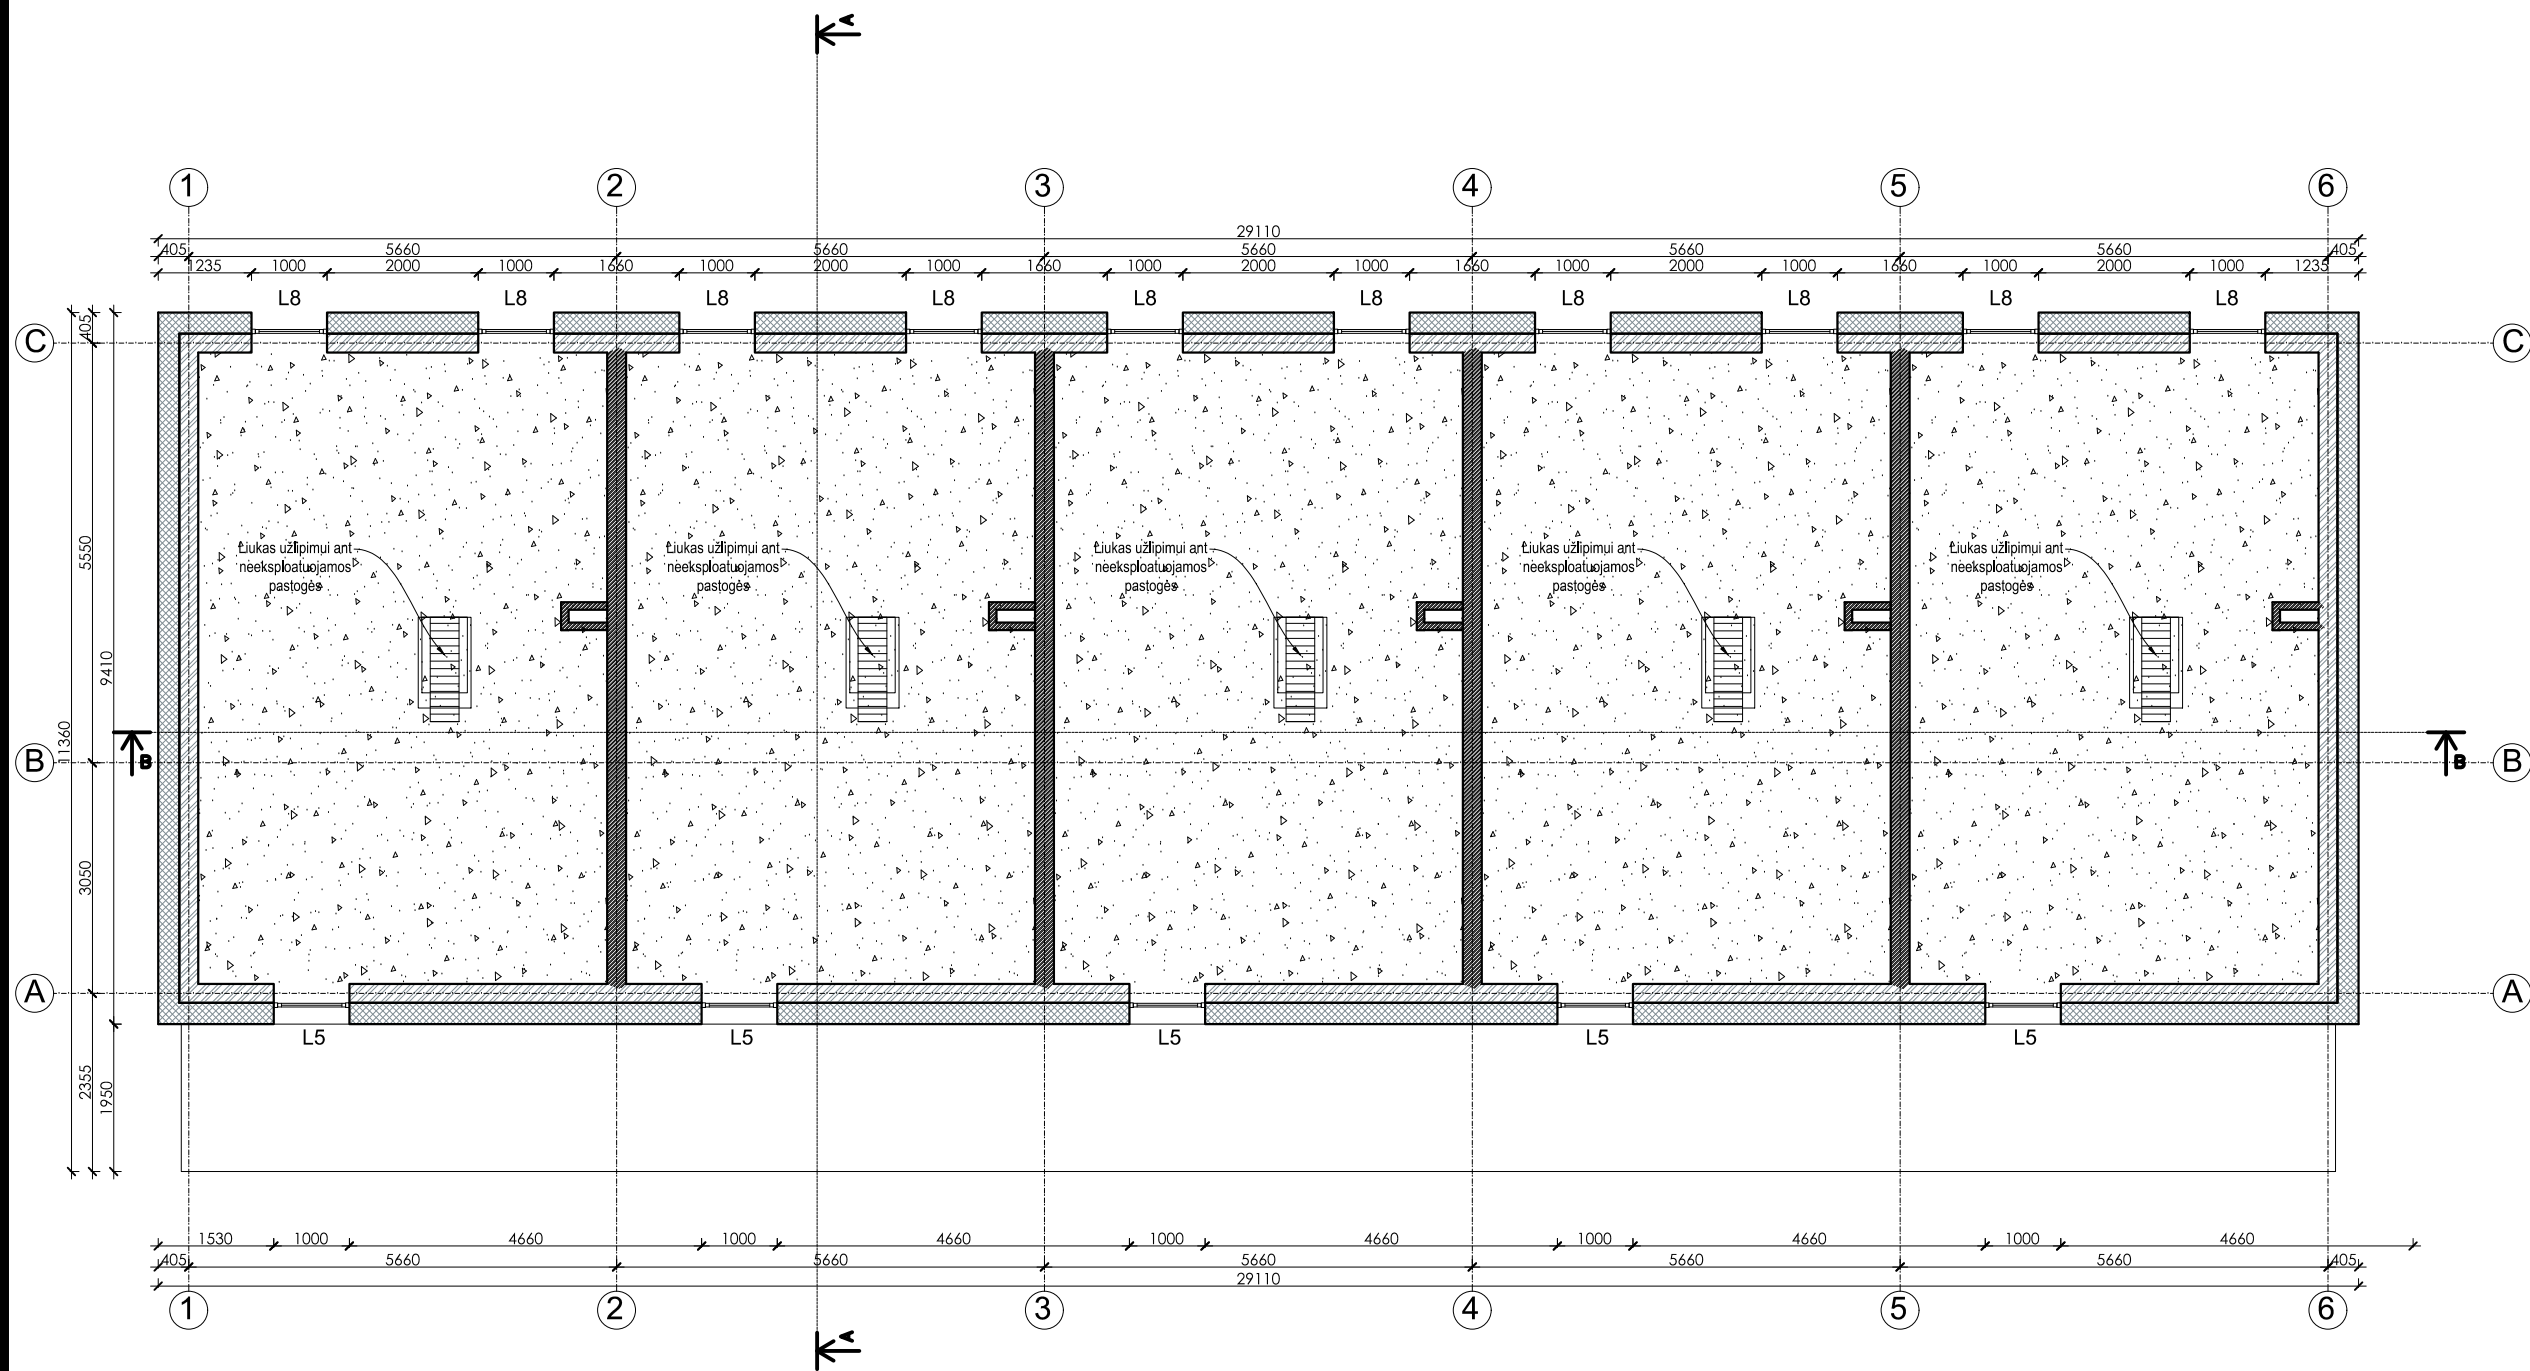 A
1 2 3 4 5 6
29110
405 5660 5660 5660 5660 5660 405
1235 1000 2000 1000 1660 1000 2000 1000 1660 1000 2000 1000 1660 1000 2000 1000 1660 1000 2000 1000 1235
L8 L8 L8 L8 L8 L8 L8 L8 L8 L8
405
C C
5550
Liukas užlipimui ant Liukas užlipimui ant Liukas užlipimui ant Liukas užlipimui ant Liukas užlipimui ant
neeksploatuojamos neeksploatuojamos neeksploatuojamos neeksploatuojamos neeksploatuojamos
pastogės pastogės pastogės pastogės pastogės
9410
11360
B B
B B
3050
A A
L5 L5 L5 L5 L5
2355
1950
1530 1000 4660 1000 4660 1000 4660 1000 4660 1000 4660
405 5660 5660 5660 5660 5660 405
29110
1 2 3 4 5 6
A